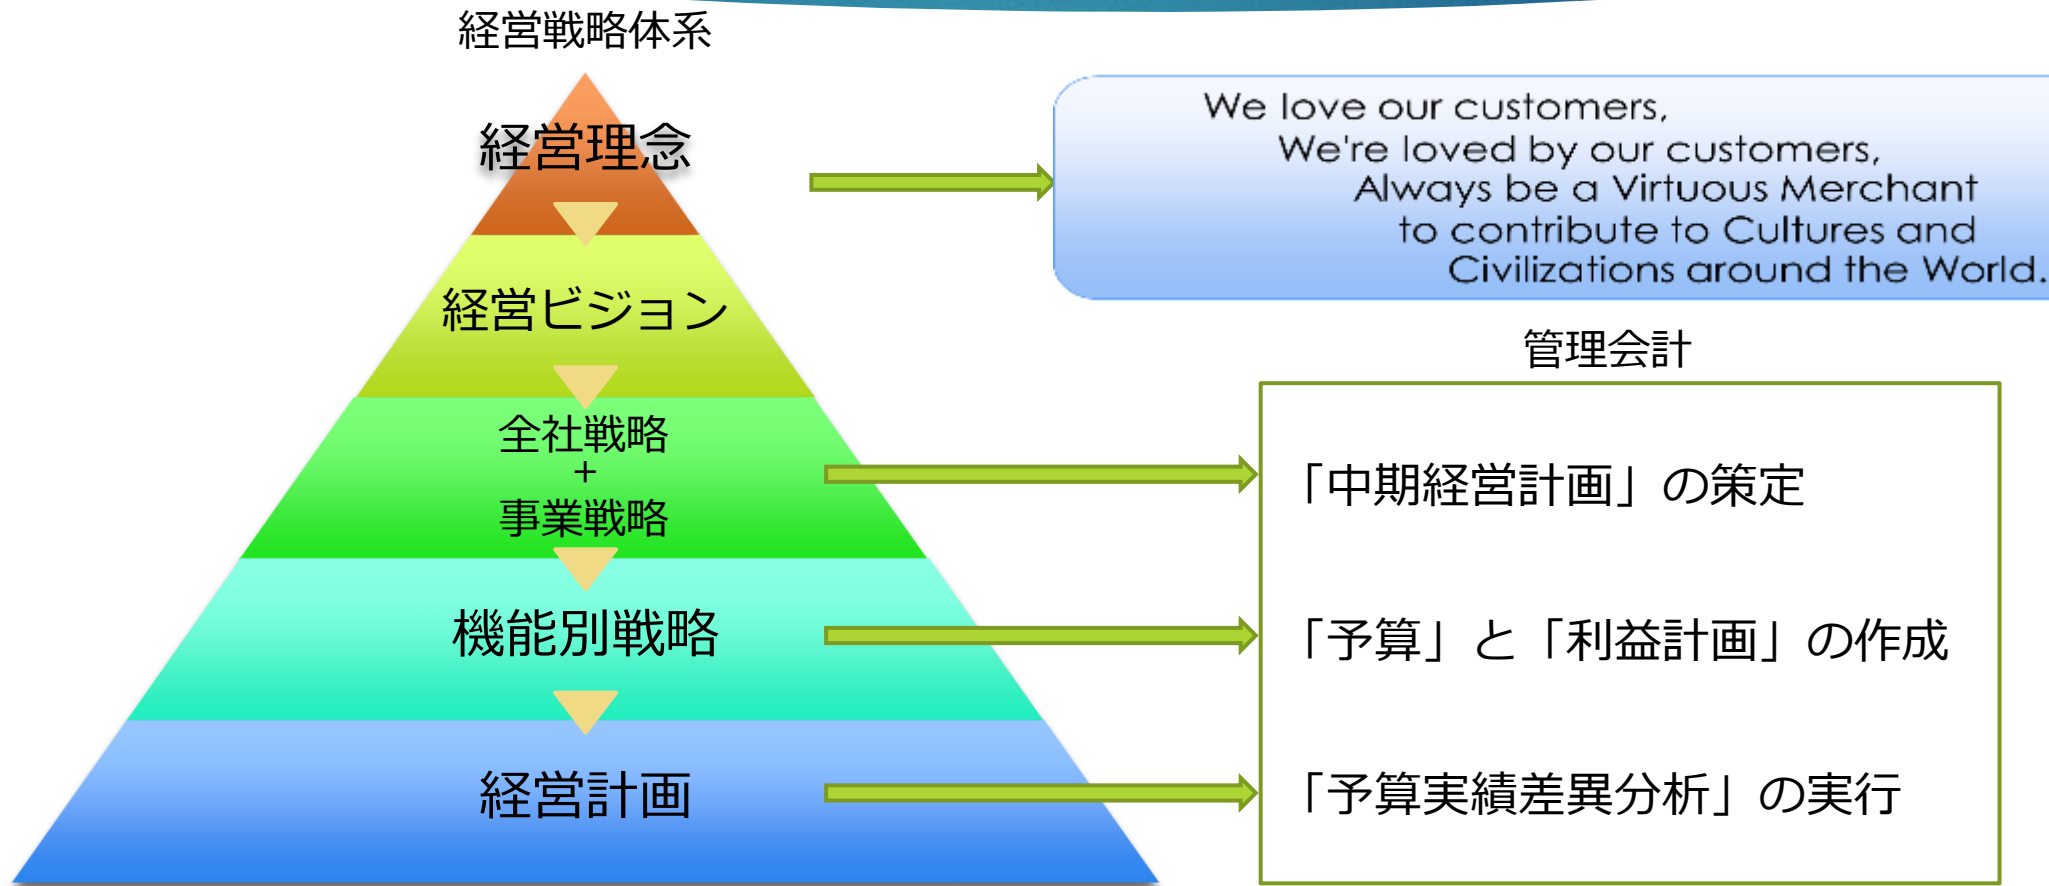 経営戦略体系
経営理念
経営ビジョン
全社戦略
+
事業戦略
機能別戦略
経営計画
We love our customers,
We're loved by our customers,
Always be a Virtuous Merchant
to contribute to Cultures and
Civilizations around the World.
管理会計
「中期経営計画」の策定
「予算」と「利益計画」の作成
「予算実績差異分析」の実行